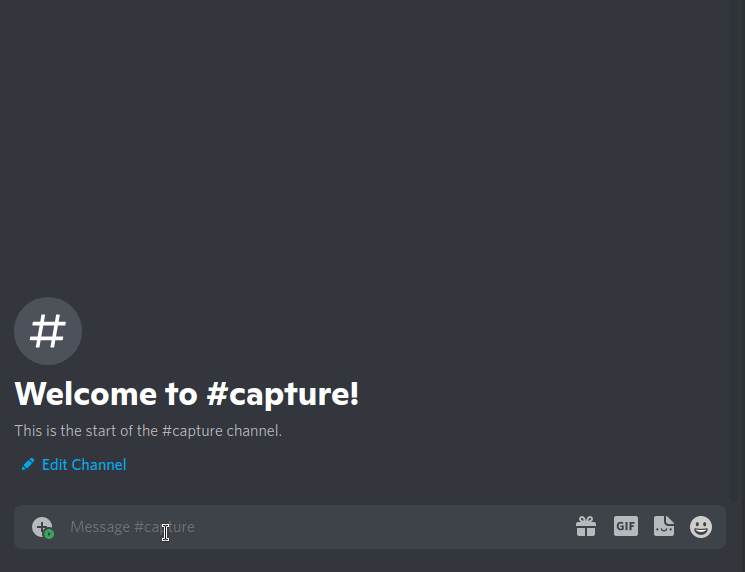 Welcome to #capture!
This is the start of the #capture channel.
Edit Channel
Message #capture
GIF